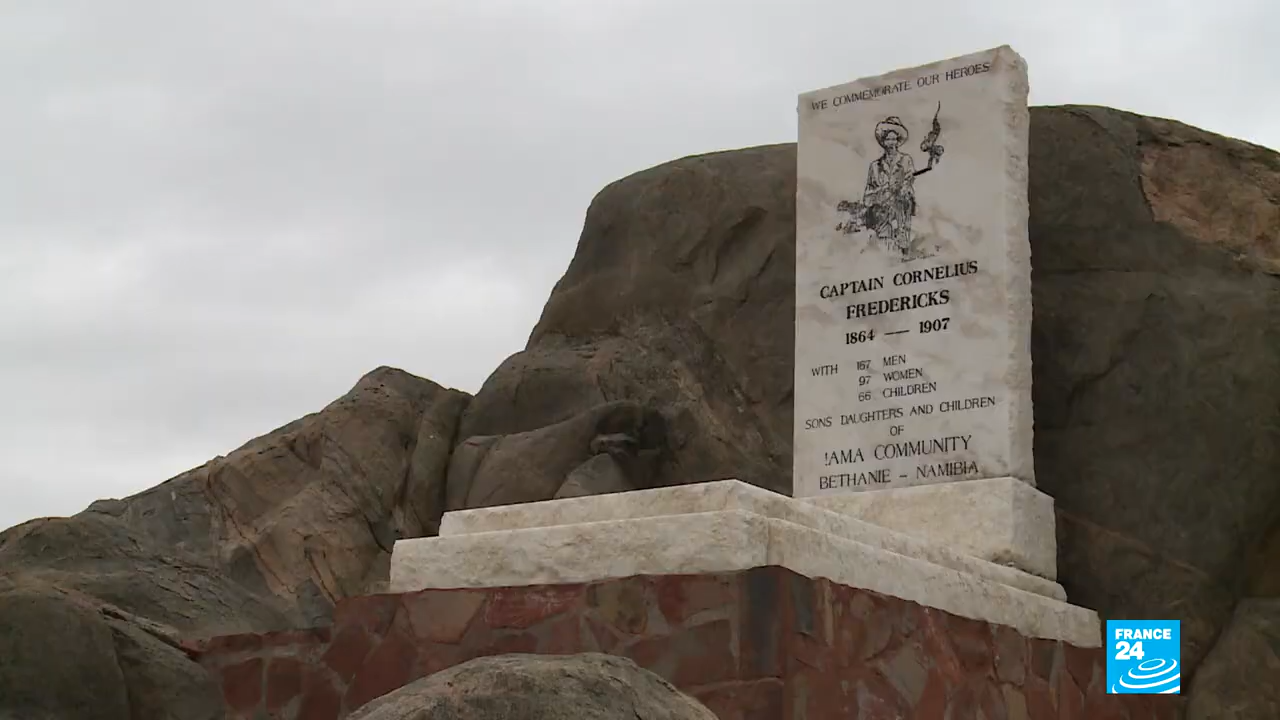 WE COMMEMORATE OUR HEROES
CAPTAIN CORNELIUS
FREDERICKS
1864 — 1907
WITH 167 MEN
97 WOMEN
66 CHILDREN
SONS DAUGHTERS AND CHILDREN
OF
!AMA COMMUNITY
BETHANIE – NAMIBIA
FRANCE
24